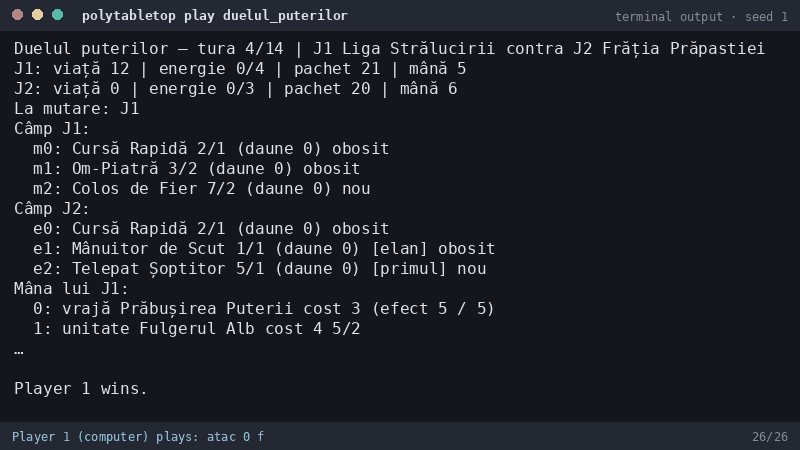 polytabletop play duelul_puterilor
terminal output · seed 1
Duelul puterilor — tura 4/14 | J1 Liga Strălucirii contra J2 Frăția Prăpastiei
J1: viață 12 | energie 0/4 | pachet 21 | mână 5
J2: viață 0 | energie 0/3 | pachet 20 | mână 6
La mutare: J1
Câmp J1:
m0: Cursă Rapidă 2/1 (daune 0) obosit
m1: Om-Piatră 3/2 (daune 0) obosit
m2: Colos de Fier 7/2 (daune 0) nou
Câmp J2:
e0: Cursă Rapidă 2/1 (daune 0) obosit
e1: Mânuitor de Scut 1/1 (daune 0) [elan] obosit
e2: Telepat Șoptitor 5/1 (daune 0) [primul] nou
Mâna lui J1:
0: vrajă Prăbușirea Puterii cost 3 (efect 5 / 5)
1: unitate Fulgerul Alb cost 4 5/2
…
Player 1 wins.
Player 1 (computer) plays: atac 0 f
26/26